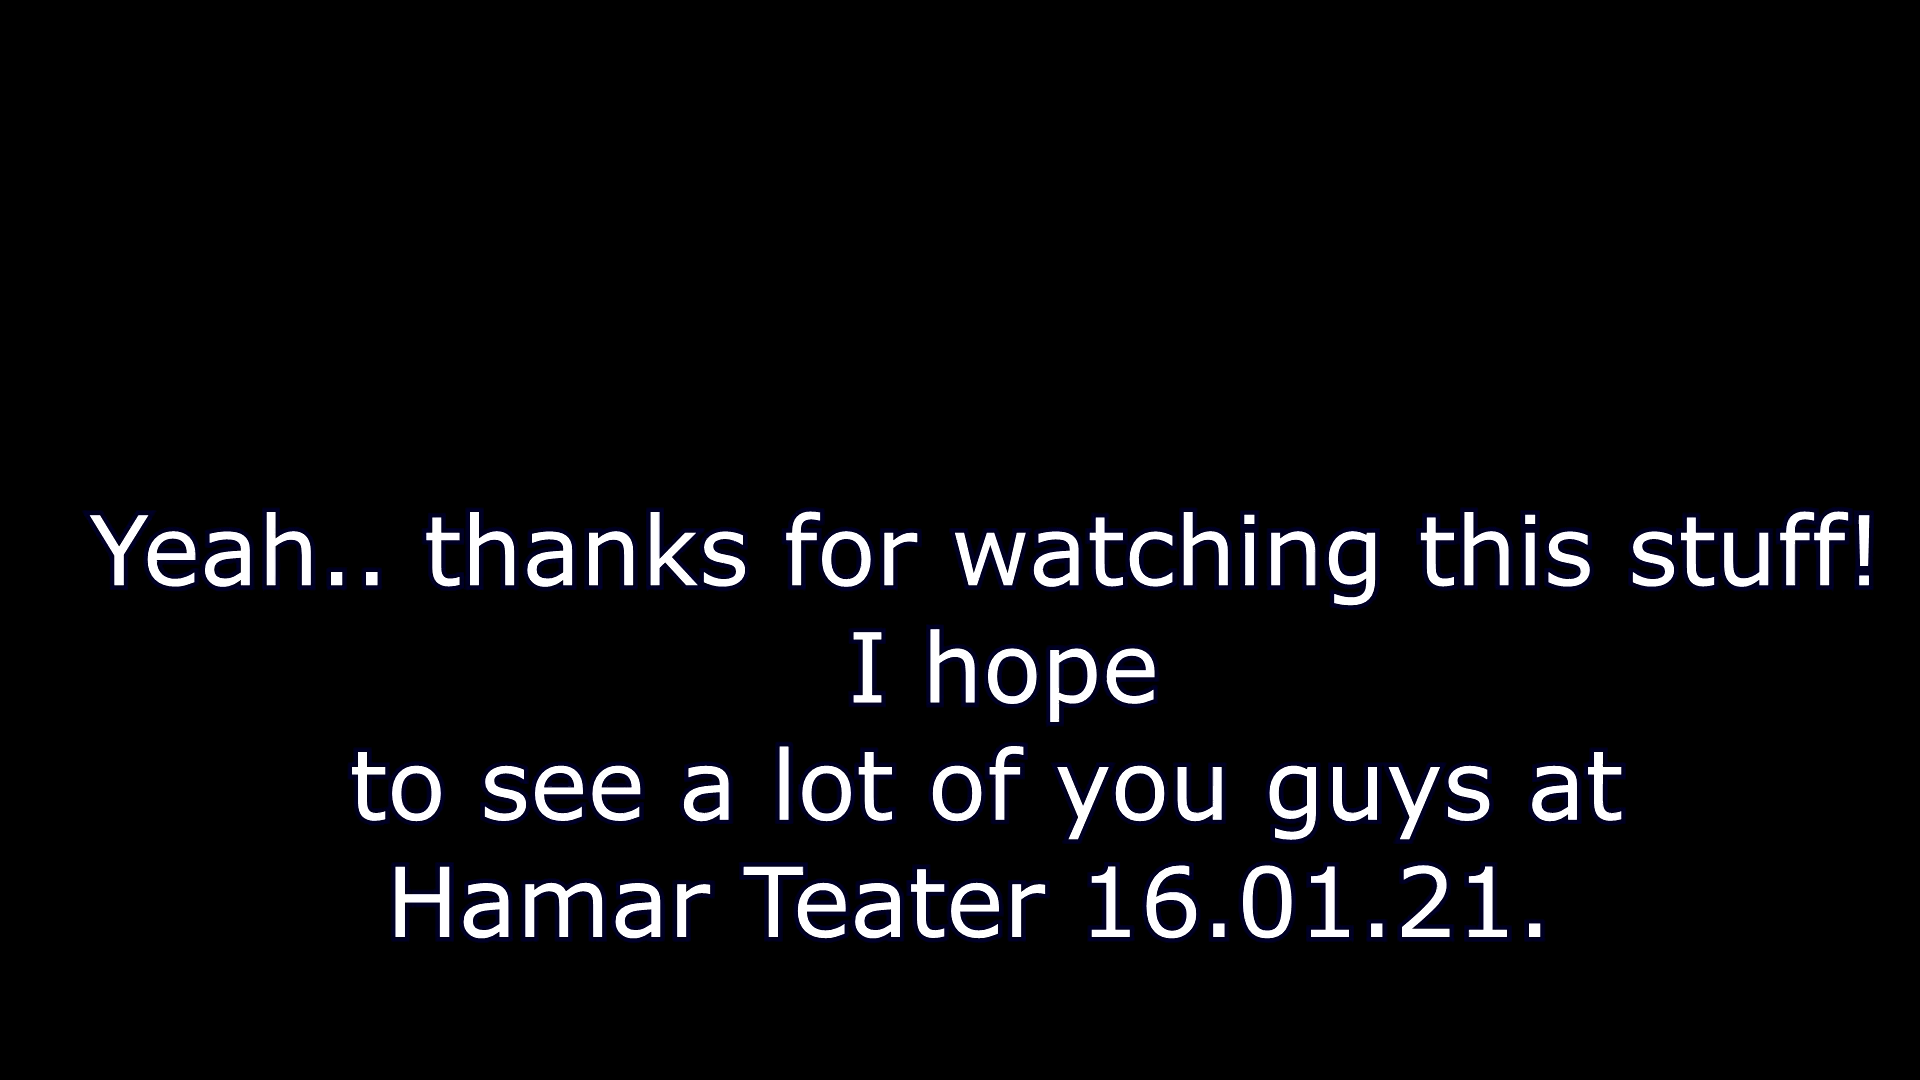 Yeah.. thanks for watching this stuff!
I hope
to see a lot of you guys at
Hamar Teater 16.01.21.